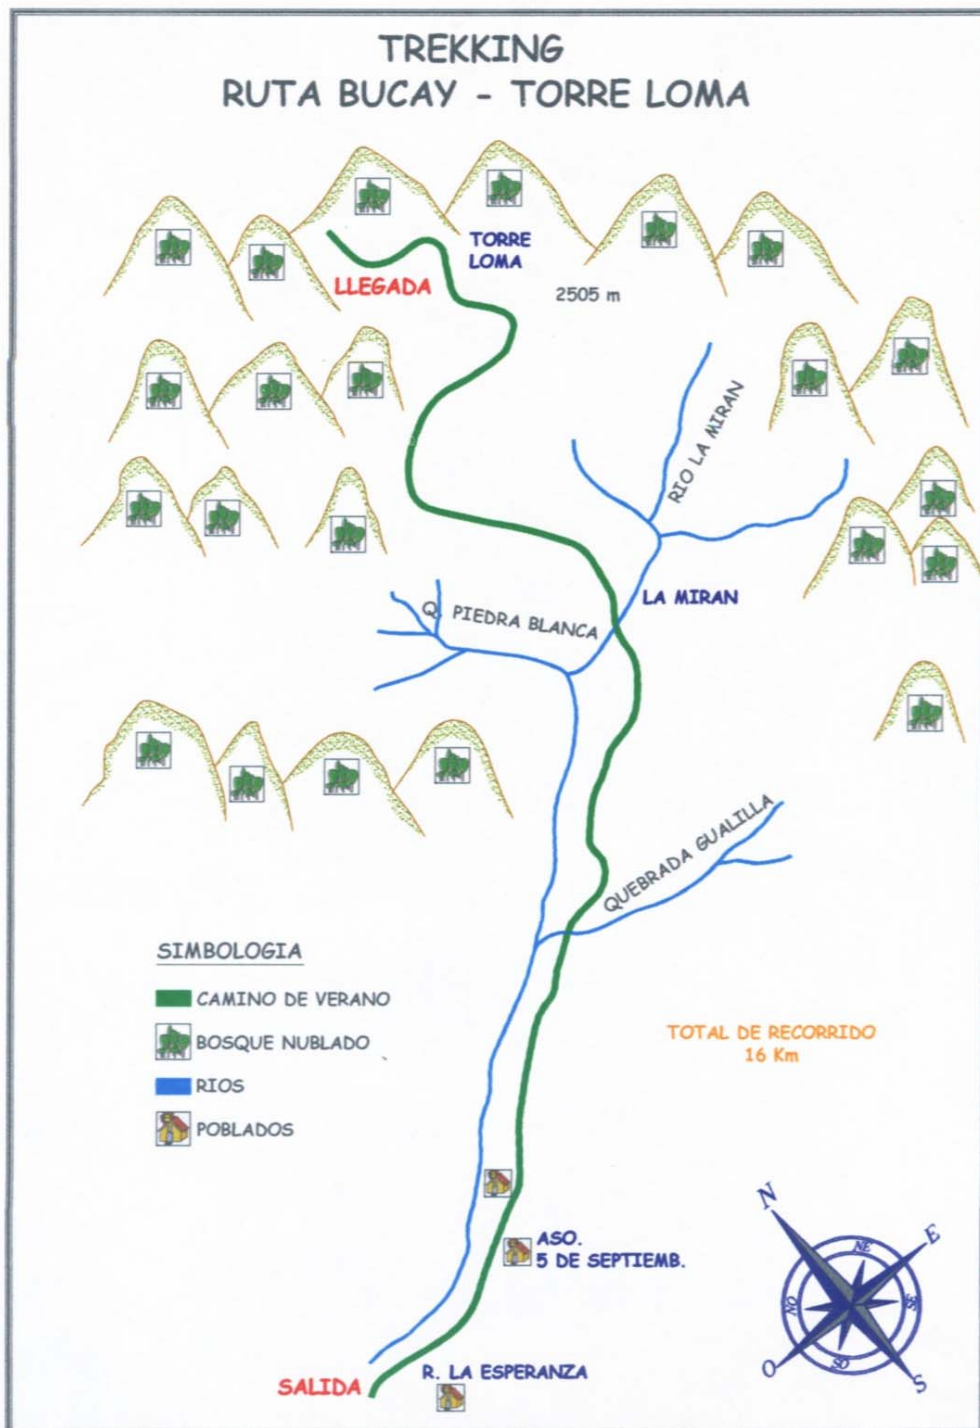 TREKKING
RUTA BUCAY - TORRE LOMA
TORRE
LOMA
LLEGADA
2505 m
RIO LA MIRAN
LA MIRAN
Q. PIEDRA BLANCA
QUEBRADA GUALILLA
SIMBOLOGIA
CAMINO DE VERANO
BOSQUE NUBLADO
RIOS
POBLADOS
TOTAL DE RECORRIDO
16 Km
ASO.
5 DE SEPTIEMB.
R. LA ESPERANZA
SALIDA
N
NE
E
SE
S
SO
O
NO